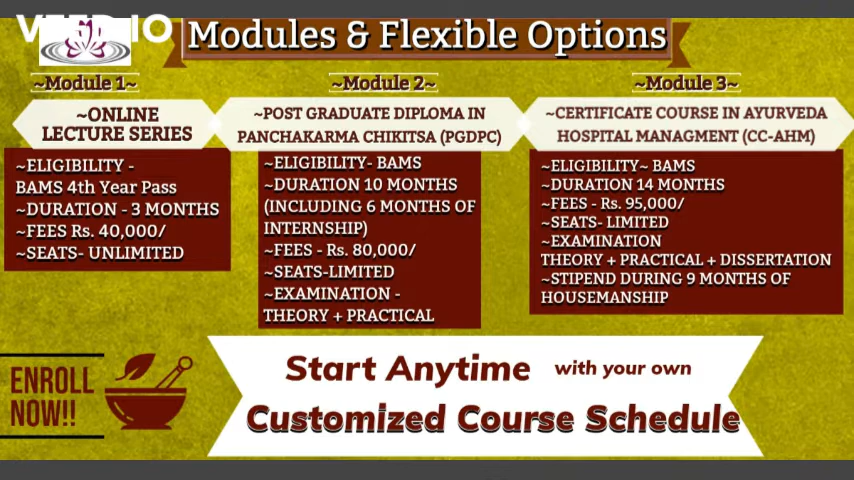 Modules & Flexible Options
~Module 1~
~ONLINE
LECTURE SERIES
~ELIGIBILITY -
BAMS 4th Year Pass
~DURATION - 3 MONTHS
~FEES Rs. 40,000/
~SEATS- UNLIMITED
~Module 2~
~POST GRADUATE DIPLOMA IN
PANCHAKARMA CHIKITSA (PGDPC)
~ELIGIBILITY- BAMS
~DURATION 10 MONTHS
(INCLUDING 6 MONTHS OF
INTERNSHIP)
~FEES - Rs. 80,000/
~SEATS-LIMITED
~EXAMINATION -
THEORY + PRACTICAL
~Module 3~
~CERTIFICATE COURSE IN AYURVEDA
HOSPITAL MANAGMENT (CC-AHM)
~ELIGIBILITY~ BAMS
~DURATION 14 MONTHS
~FEES - Rs. 95,000/
~SEATS- LIMITED
~EXAMINATION
THEORY + PRACTICAL + DISSERTATION
~STIPEND DURING 9 MONTHS OF
HOUSEMANSHIP
ENROLL
NOW!!
Start Anytime with your own
Customized Course Schedule